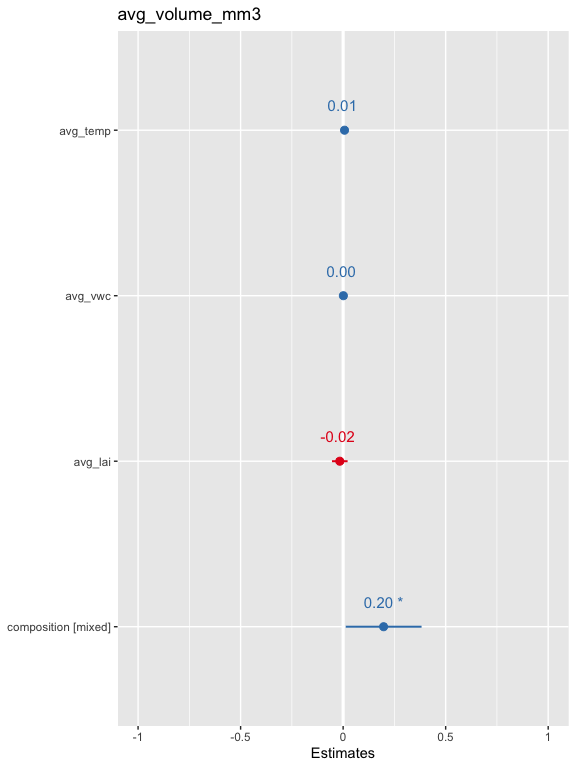 avg_volume_mm3
0.01
avg_temp
0.00
avg_vwc
-0.02
avg_lai
0.20 *
composition [mixed]
-1 -0.5 0 0.5 1
Estimates